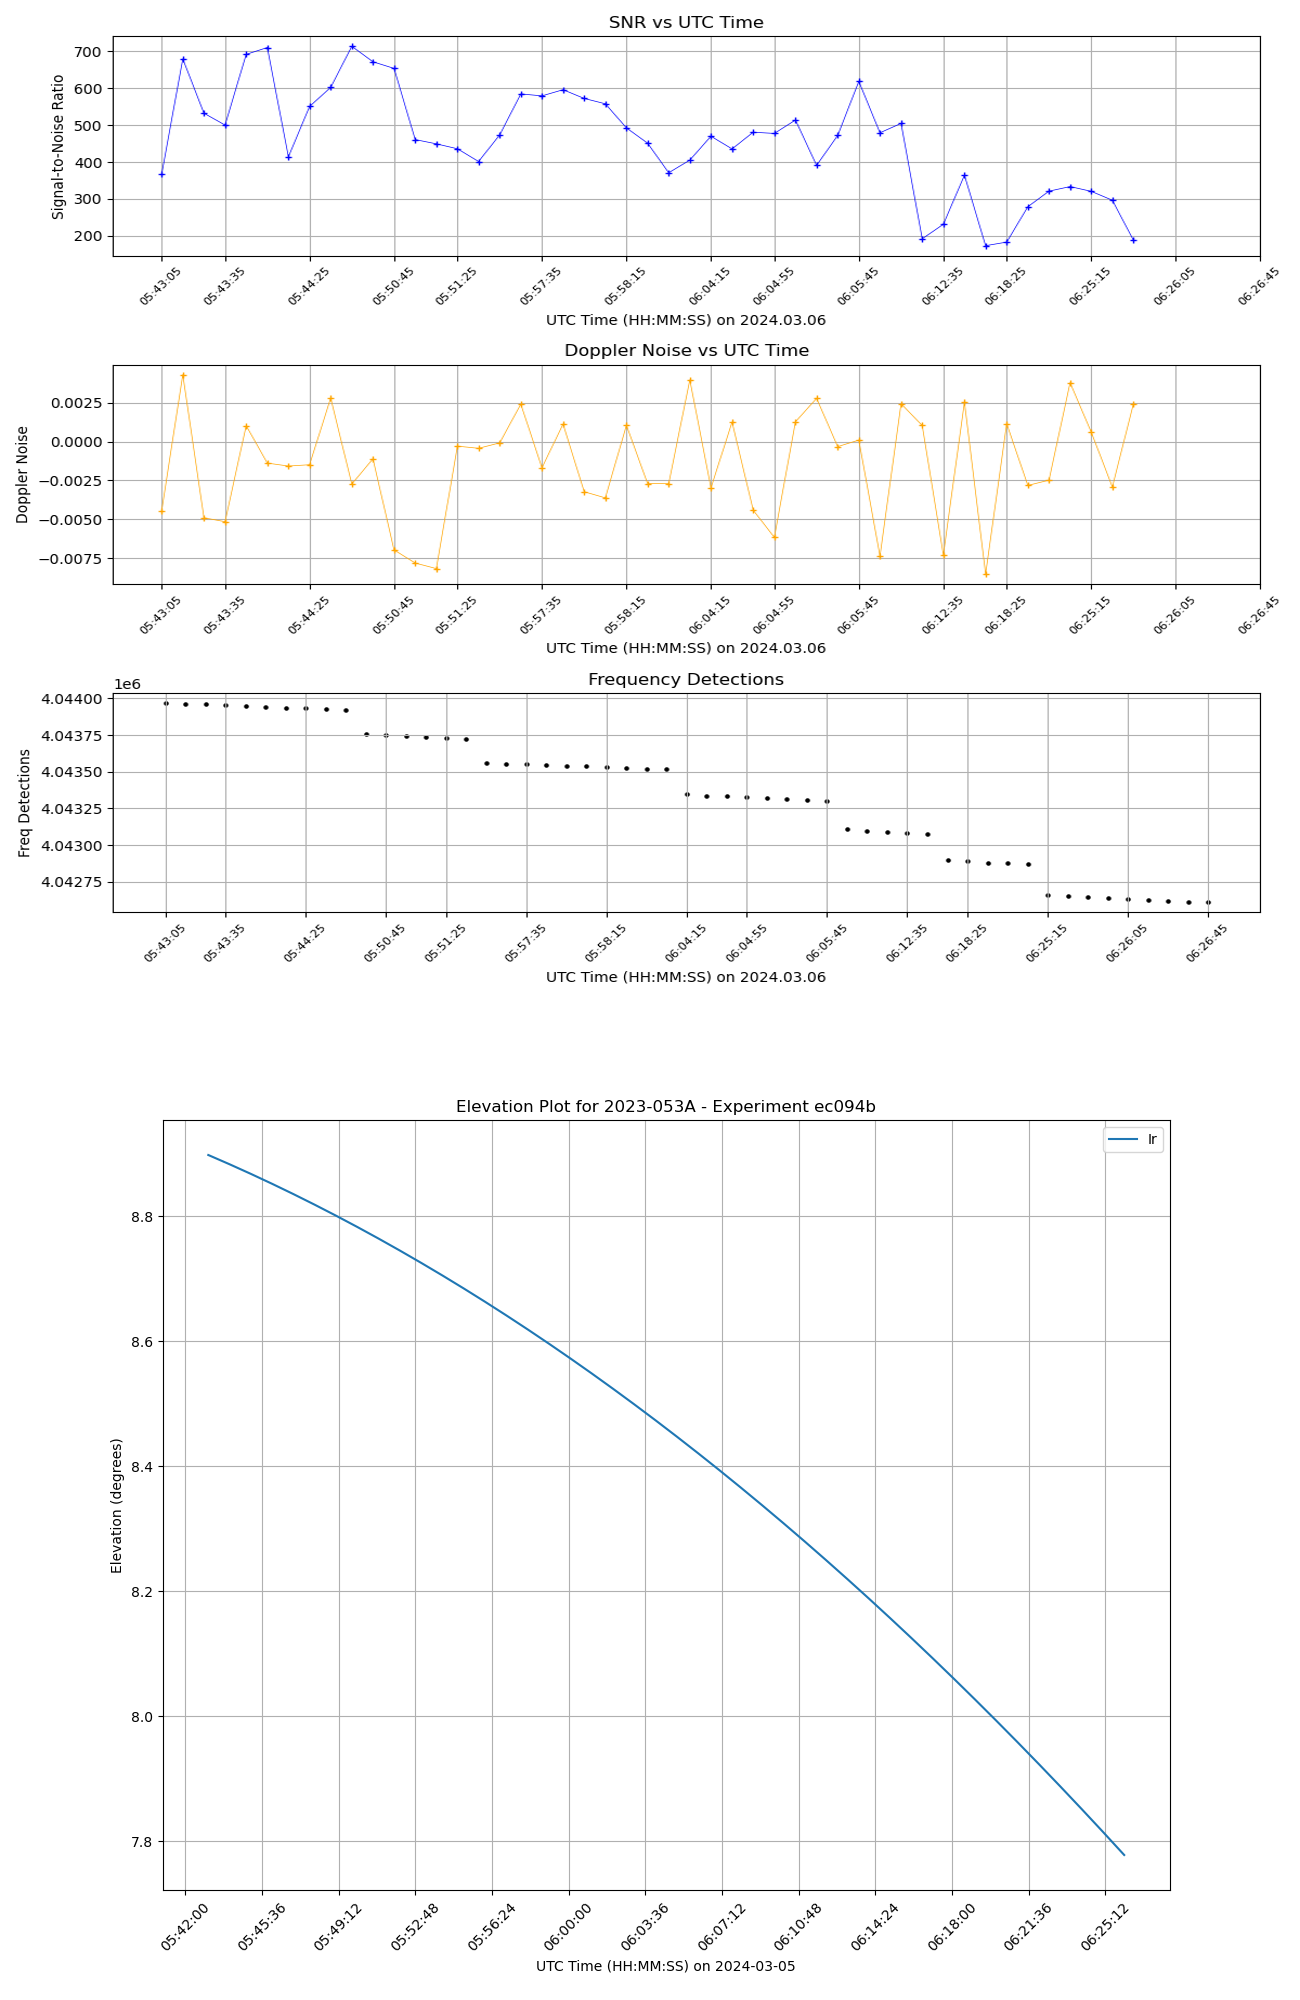 SNR vs UTC Time
Signal-to-Noise Ratio
700
600
500
400
300
200
05:43:05 05:43:35 05:44:25 05:50:45 05:51:25 05:57:35 05:58:15 06:04:15 06:04:55 06:05:45 06:12:35 06:18:25 06:25:15 06:26:05 06:26:45
UTC Time (HH:MM:SS) on 2024.03.06
Doppler Noise vs UTC Time
Doppler Noise
0.0025
0.0000
−0.0025
−0.0050
−0.0075
05:43:05 05:43:35 05:44:25 05:50:45 05:51:25 05:57:35 05:58:15 06:04:15 06:04:55 06:05:45 06:12:35 06:18:25 06:25:15 06:26:05 06:26:45
UTC Time (HH:MM:SS) on 2024.03.06
Frequency Detections
1e6
Freq Detections
4.04400
4.04375
4.04350
4.04325
4.04300
4.04275
05:43:05 05:43:35 05:44:25 05:50:45 05:51:25 05:57:35 05:58:15 06:04:15 06:04:55 06:05:45 06:12:35 06:18:25 06:25:15 06:26:05 06:26:45
UTC Time (HH:MM:SS) on 2024.03.06
Elevation Plot for 2023-053A - Experiment ec094b
Ir
Elevation (degrees)
8.8
8.6
8.4
8.2
8.0
7.8
05:42:00 05:45:36 05:49:12 05:52:48 05:56:24 06:00:00 06:03:36 06:07:12 06:10:48 06:14:24 06:18:00 06:21:36 06:25:12
UTC Time (HH:MM:SS) on 2024-03-05